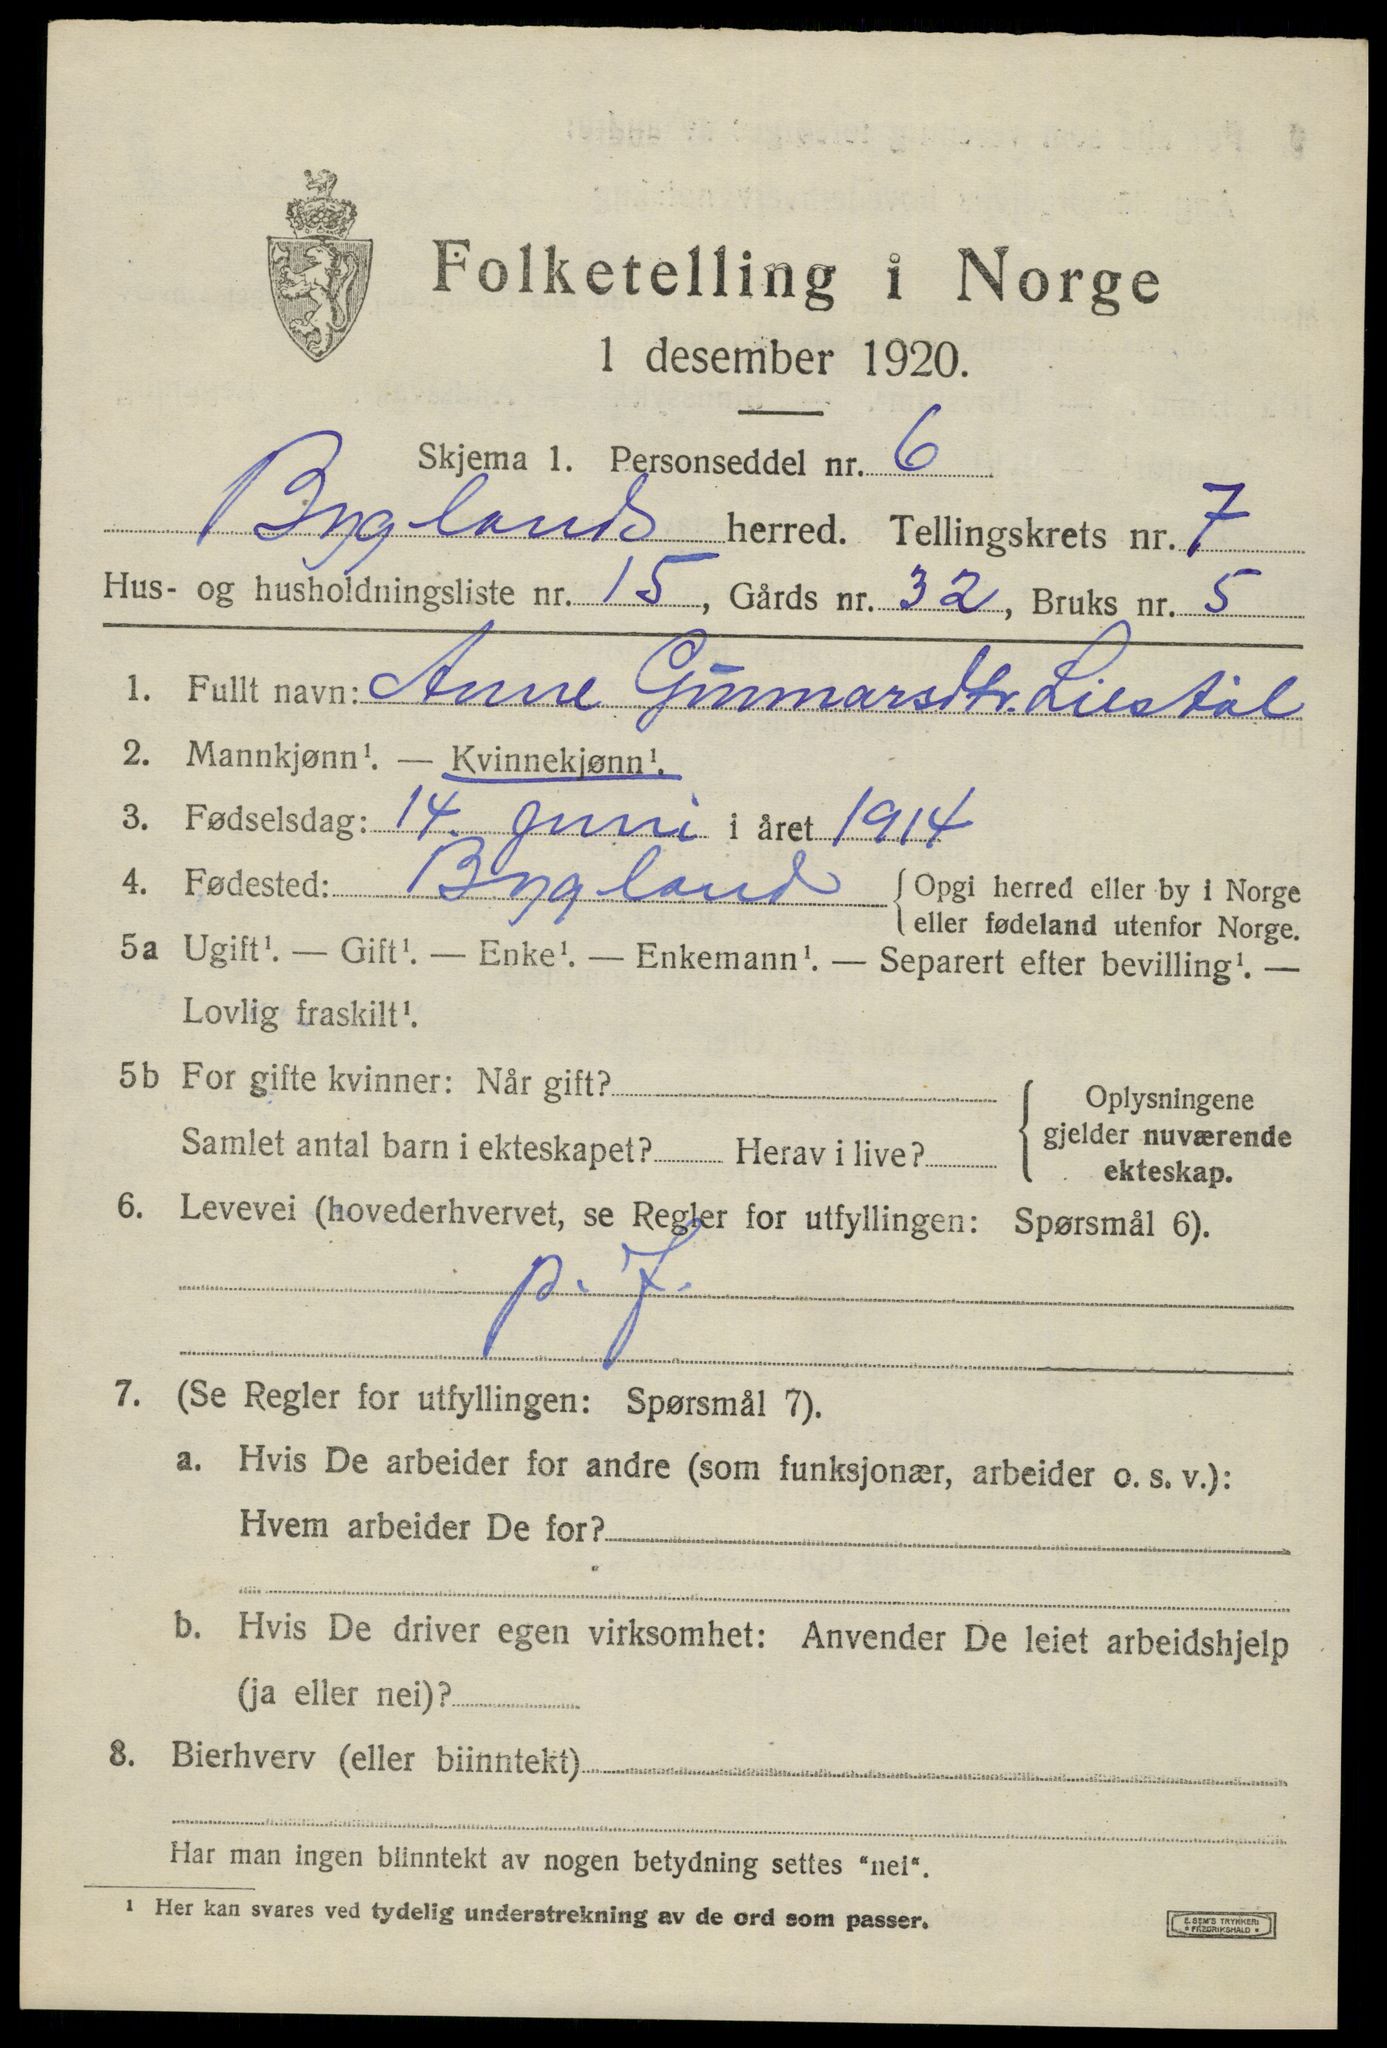 Folketelling i Norge
1 desember 1920.
Skjema 1. Personseddel nr. 6
Byglands herred. Tellingskrets nr. 7
Hus- og husholdningsliste nr. 15, Gårds nr. 32, Bruks nr. 5
1. Fullt navn: Anne Gunnarsdtr. Liestøl
2. Mannkjønn¹. — Kvinnekjønn¹.
3. Fødselsdag: 14. juni i året 1914
4. Fødested: Bygland { Opgi herred eller by i Norge
eller fødeland utenfor Norge.
5a Ugift¹. — Gift¹. — Enke¹. — Enkemann¹. — Separert efter bevilling¹. —
Lovlig fraskilt¹.
5b For gifte kvinner: Når gift? { Oplysningene
gjelder nuværende
Samlet antal barn i ekteskapet? Herav i live?
ekteskap.
6. Levevei (hovederhvervet, se Regler for utfyllingen: Spørsmål 6).
p. f.
7. (Se Regler for utfyllingen: Spørsmål 7).
a. Hvis De arbeider for andre (som funksjonær, arbeider o. s. v.):
Hvem arbeider De for?
b. Hvis De driver egen virksomhet: Anvender De leiet arbeidshjelp
(ja eller nei)?
8. Bierhverv (eller biinntekt)
Har man ingen biinntekt av nogen betydning settes "nei".
¹ Her kan svares ved tydelig understrekning av de ord som passer.
E. SEM'S TRYKKERI
* FREDRIKSHALD *